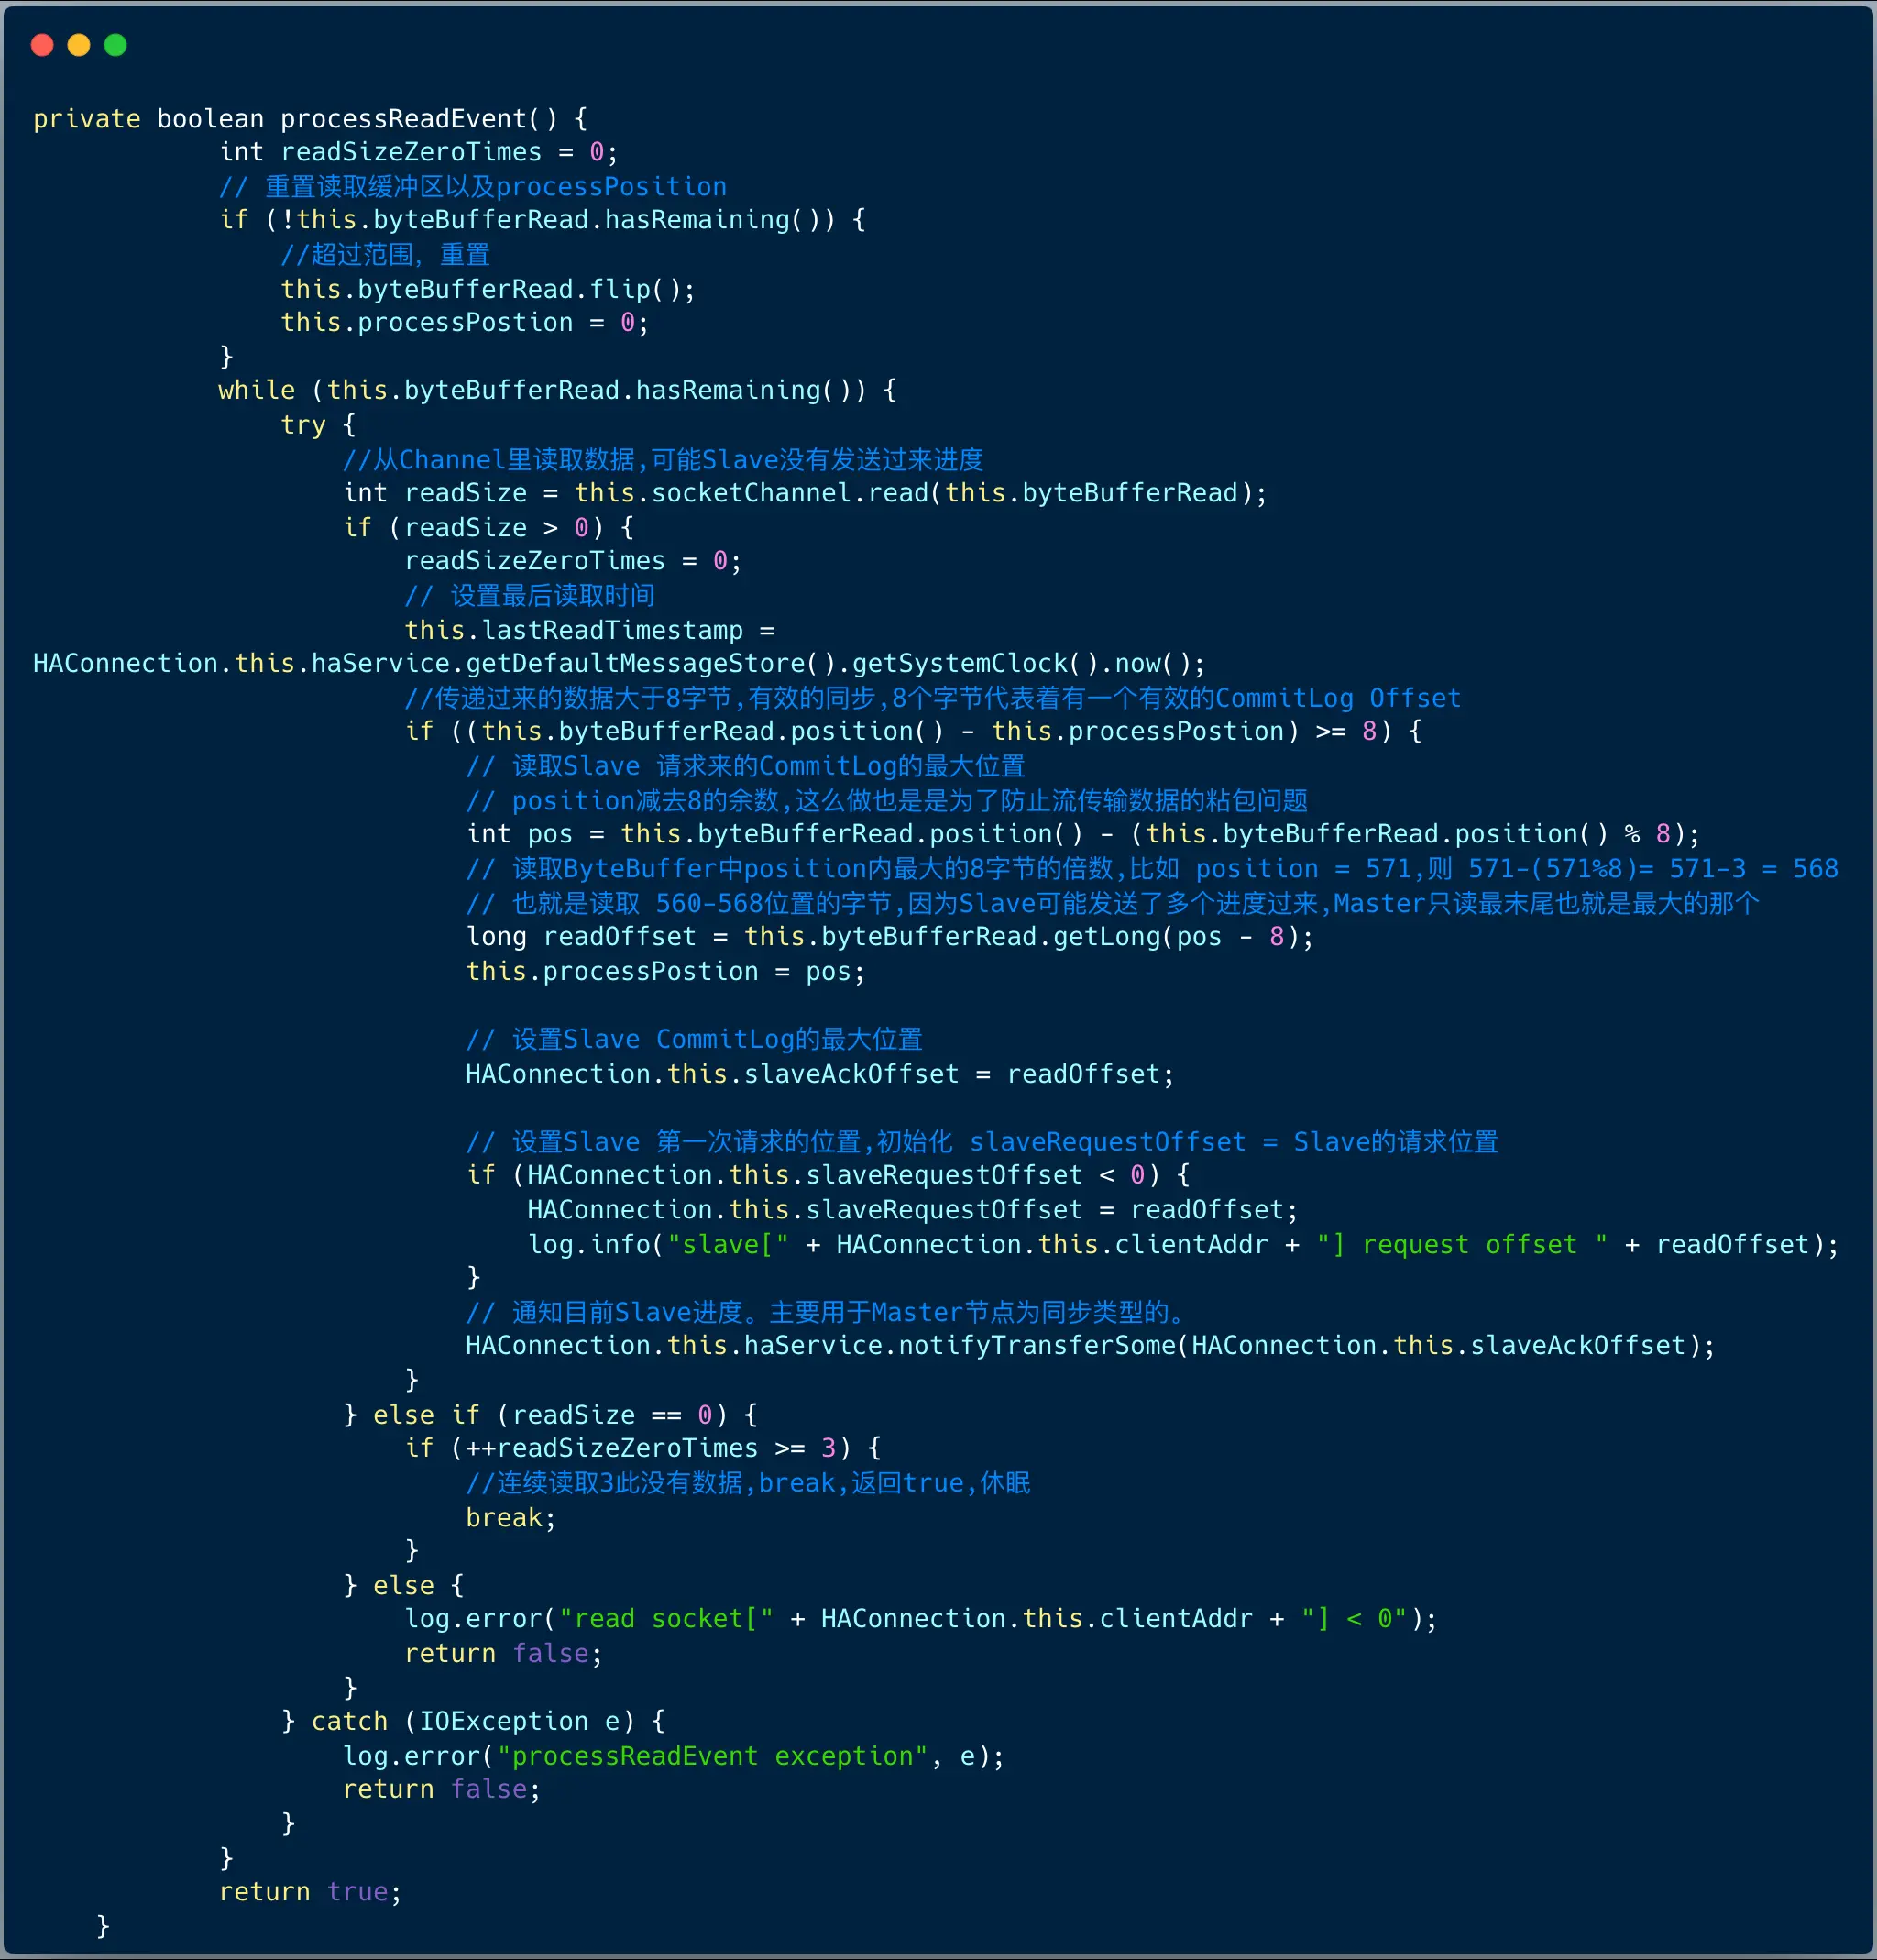 private boolean processReadEvent() {
            int readSizeZeroTimes = 0;
            // 重置读取缓冲区以及processPosition
            if (!this.byteBufferRead.hasRemaining()) {
                //超过范围，重置
                this.byteBufferRead.flip();
                this.processPostion = 0;
            }
            while (this.byteBufferRead.hasRemaining()) {
                try {
                    //从Channel里读取数据,可能Slave没有发送过来进度
                    int readSize = this.socketChannel.read(this.byteBufferRead);
                    if (readSize > 0) {
                        readSizeZeroTimes = 0;
                        // 设置最后读取时间
                        this.lastReadTimestamp =
HAConnection.this.haService.getDefaultMessageStore().getSystemClock().now();
                        //传递过来的数据大于8字节,有效的同步,8个字节代表着有一个有效的CommitLog Offset
                        if ((this.byteBufferRead.position() - this.processPostion) >= 8) {
                            // 读取Slave 请求来的CommitLog的最大位置
                            // position减去8的余数,这么做也是是为了防止流传输数据的粘包问题
                            int pos = this.byteBufferRead.position() - (this.byteBufferRead.position() % 8);
                            // 读取ByteBuffer中position内最大的8字节的倍数,比如 position = 571,则 571-(571%8)= 571-3 = 568
                            // 也就是读取 560-568位置的字节,因为Slave可能发送了多个进度过来,Master只读最末尾也就是最大的那个
                            long readOffset = this.byteBufferRead.getLong(pos - 8);
                            this.processPostion = pos;

                            // 设置Slave CommitLog的最大位置
                            HAConnection.this.slaveAckOffset = readOffset;

                            // 设置Slave 第一次请求的位置,初始化 slaveRequestOffset = Slave的请求位置
                            if (HAConnection.this.slaveRequestOffset < 0) {
                                HAConnection.this.slaveRequestOffset = readOffset;
                                log.info("slave[" + HAConnection.this.clientAddr + "] request offset " + readOffset);
                            }
                            // 通知目前Slave进度。主要用于Master节点为同步类型的。
                            HAConnection.this.haService.notifyTransferSome(HAConnection.this.slaveAckOffset);
                        }
                    } else if (readSize == 0) {
                        if (++readSizeZeroTimes >= 3) {
                            //连续读取3此没有数据,break,返回true,休眠
                            break;
                        }
                    } else {
                        log.error("read socket[" + HAConnection.this.clientAddr + "] < 0");
                        return false;
                    }
                } catch (IOException e) {
                    log.error("processReadEvent exception", e);
                    return false;
                }
            }
            return true;
    }